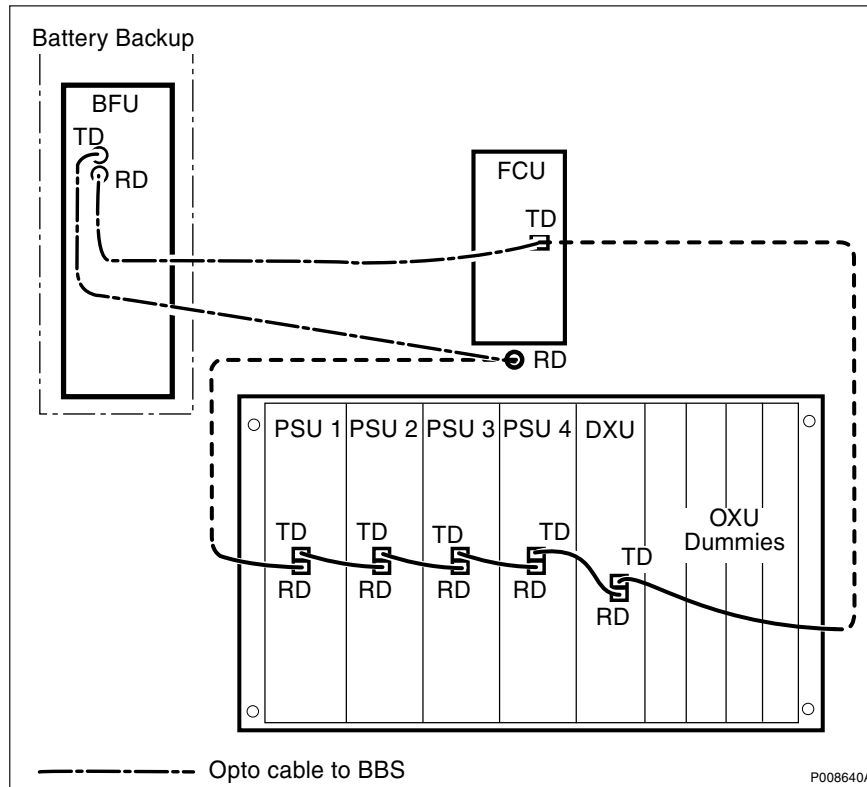 Battery Backup
BFU
TD
RD
FCU
TD
RD
PSU 1 PSU 2 PSU 3 PSU 4 DXU
OXU
Dummies
TD TD TD TD TD
RD RD RD RD RD
Opto cable to BBS
P008640A